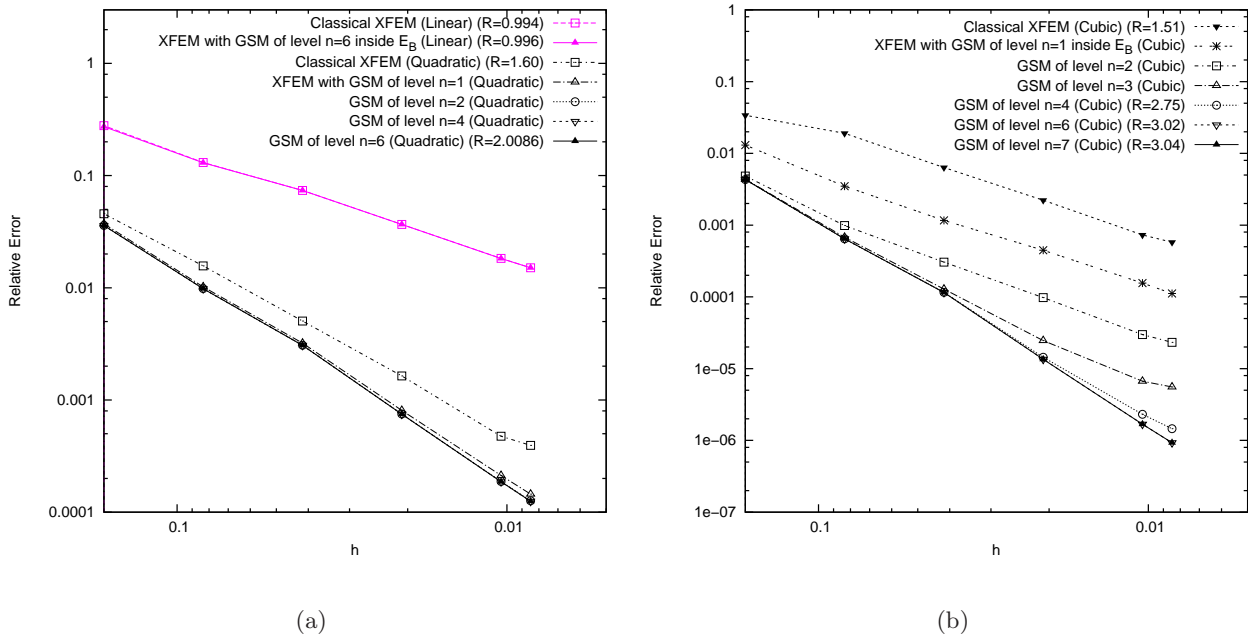 Classical XFEM (Linear) (R=0.994)
XFEM with GSM of level n=6 inside E_B (Linear) (R=0.996)
Classical XFEM (Quadratic) (R=1.60)
XFEM with GSM of level n=1 (Quadratic)
GSM of level n=2 (Quadratic)
GSM of level n=4 (Quadratic)
GSM of level n=6 (Quadratic) (R=2.0086)
1
0.1
0.01
0.001
0.0001
Relative Error
0.1
0.01
h
(a)
Classical XFEM (Cubic) (R=1.51)
XFEM with GSM of level n=1 inside E_B (Cubic)
GSM of level n=2 (Cubic)
GSM of level n=3 (Cubic)
GSM of level n=4 (Cubic) (R=2.75)
GSM of level n=6 (Cubic) (R=3.02)
GSM of level n=7 (Cubic) (R=3.04)
1
0.1
0.01
0.001
0.0001
1e−05
1e−06
1e−07
Relative Error
0.1
0.01
h
(b)